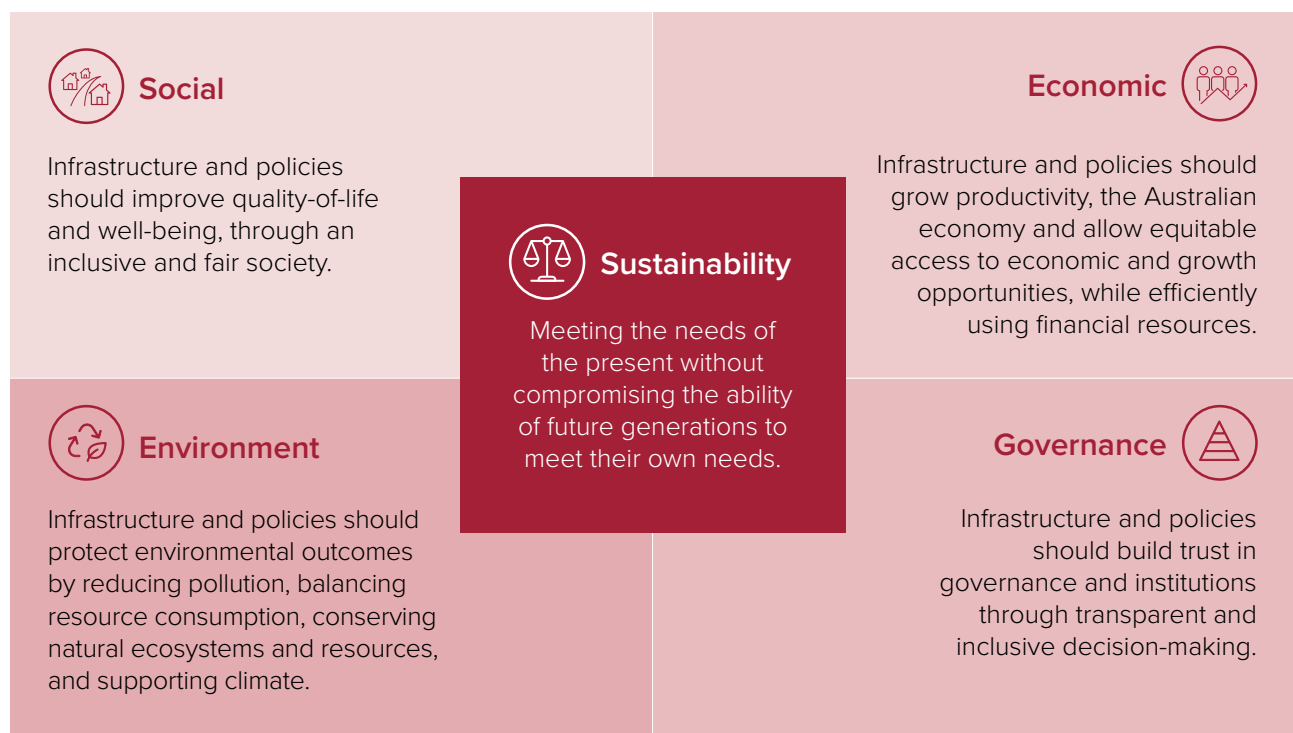 Social
Infrastructure and policies
should improve quality-of-life
and well-being, through an
inclusive and fair society.
Economic
Infrastructure and policies should
grow productivity, the Australian
economy and allow equitable
access to economic and growth
opportunities, while efficiently
using financial resources.
Sustainability
Meeting the needs of
the present without
compromising the ability
of future generations to
meet their own needs.
Environment
Infrastructure and policies should
protect environmental outcomes
by reducing pollution, balancing
resource consumption, conserving
natural ecosystems and resources,
and supporting climate.
Governance
Infrastructure and policies
should build trust in
governance and institutions
through transparent and
inclusive decision-making.